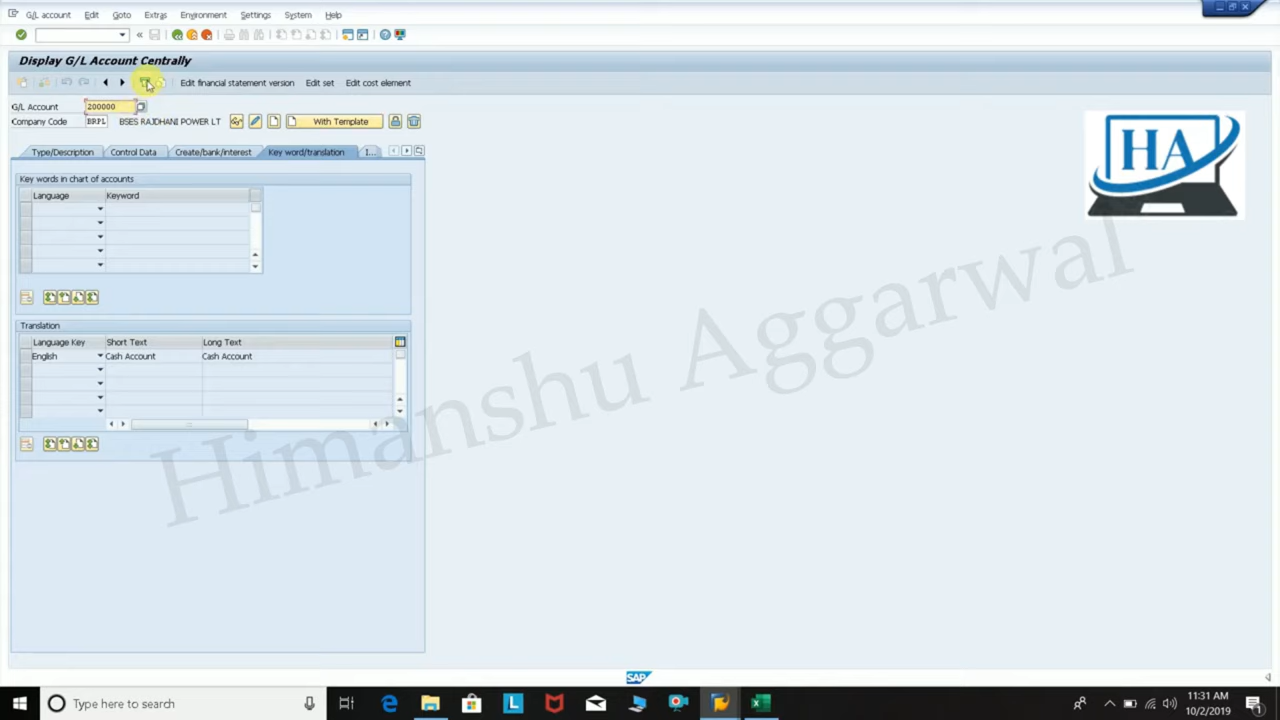 G/L account Edit Goto Extras Environment Settings System Help
Display G/L Account Centrally
Edit financial statement version Edit set Edit cost element
G/L Account 200000
Company Code BRPL BSES RAJDHANI POWER LT With Template
Type/Description Control Data Create/bank/interest Key word/translation I...
Key words in chart of accounts
Language Keyword
Translation
Language Key Short Text Long Text
English Cash Account Cash Account
HA
Himanshu Aggarwal
SAP
Type here to search
11:31 AM
10/2/2019
1